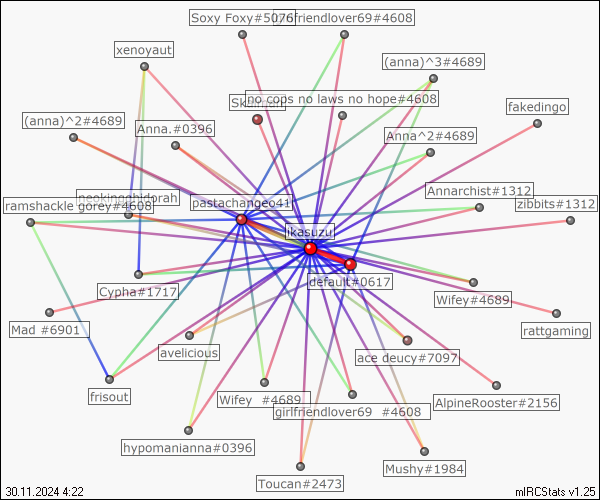 Soxy Foxy#5076
girlfriendlover69#4608
xenoyaut
(anna)^3#4689
no cops no laws no hope#4608
fakedingo
(anna)^2#4689
Anna.#0396
Anna^2#4689
Annarchist#1312
pastachangeo41
ramshackle gorey#4608
zibbits#1312
ikasuzu
default#0617
Cypha#1717
Wifey#4689
Mad #6901
rattgaming
avelicious
ace deucy#7097
frisout
Wifey #4689
girlfriendlover69 #4608
AlpineRooster#2156
hypomanianna#0396
Mushy#1984
Toucan#2473
30.11.2024 4:22
mIRCStats v1.25